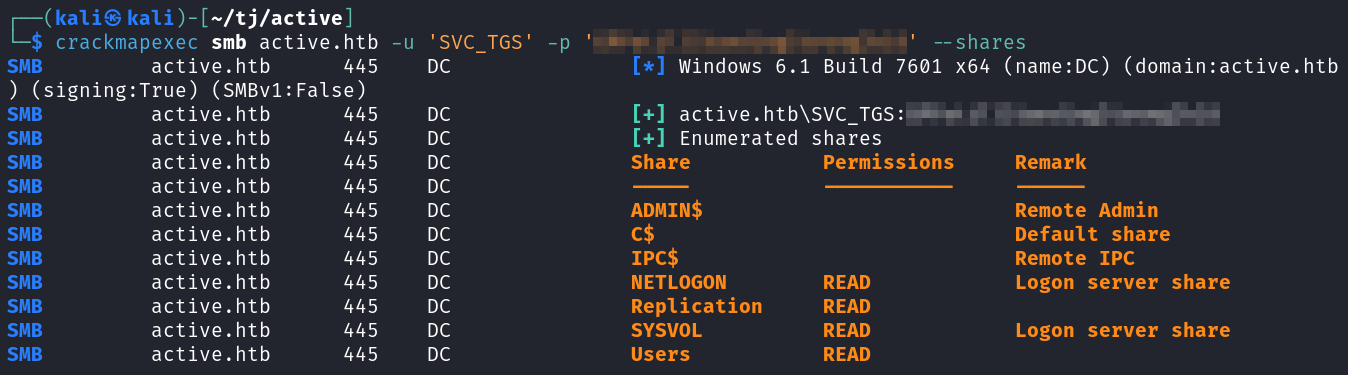 ┌──(kali㉿kali)-[~/tj/active]
└─$ crackmapexec smb active.htb -u 'SVC_TGS' -p '' --shares
SMB active.htb 445 DC [*] Windows 6.1 Build 7601 x64 (name:DC) (domain:active.htb
) (signing:True) (SMBv1:False)
SMB active.htb 445 DC [+] active.htb\SVC_TGS:
SMB active.htb 445 DC [+] Enumerated shares
SMB active.htb 445 DC Share Permissions Remark
SMB active.htb 445 DC ----- ----------- ------
SMB active.htb 445 DC ADMIN$ Remote Admin
SMB active.htb 445 DC C$ Default share
SMB active.htb 445 DC IPC$ Remote IPC
SMB active.htb 445 DC NETLOGON READ Logon server share
SMB active.htb 445 DC Replication READ
SMB active.htb 445 DC SYSVOL READ Logon server share
SMB active.htb 445 DC Users READ